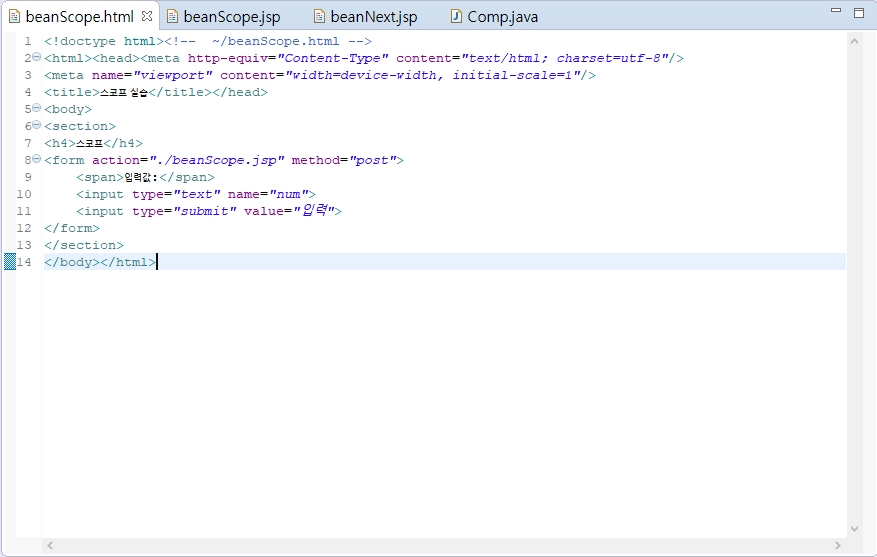 beanScope.html beanScope.jsp beanNext.jsp Comp.java
1 <!doctype html><!--  ~/beanScope.html -->
2 <html><head><meta http-equiv="Content-Type" content="text/html; charset=utf-8"/>
3 <meta name="viewport" content="width=device-width, initial-scale=1"/>
4 <title>스코프 실습</title></head>
5 <body>
6 <section>
7 <h4>스코프</h4>
8 <form action="./beanScope.jsp" method="post">
9     <span>입력값:</span>
10     <input type="text" name="num">
11     <input type="submit" value="입력">
12 </form>
13 </section>
14 </body></html>